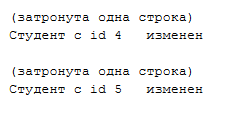 (затронута одна строка)
Студент с id 4   изменен
(затронута одна строка)
Студент с id 5   изменен